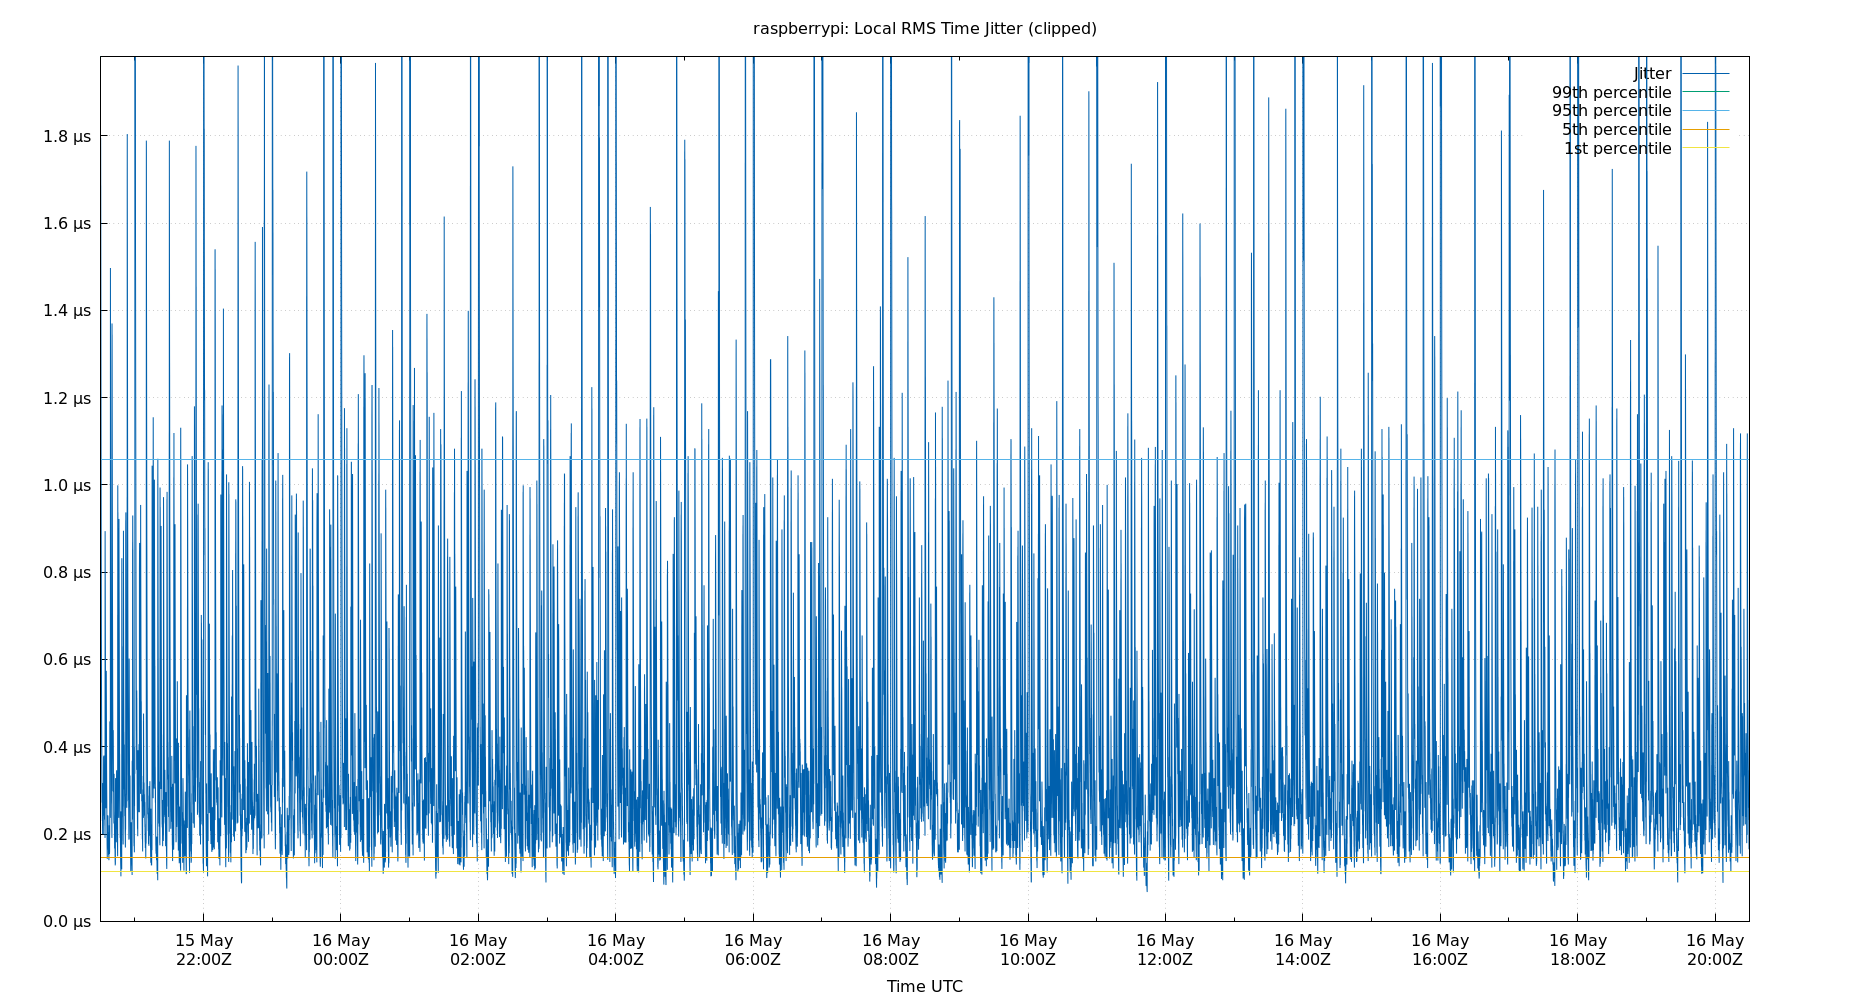 raspberrypi: Local RMS Time Jitter (clipped)
Jitter
99th percentile
95th percentile
5th percentile
1st percentile
1.8 μs
1.6 μs
1.4 μs
1.2 μs
1.0 μs
0.8 μs
0.6 μs
0.4 μs
0.2 μs
0.0 μs
15 May 16 May 16 May 16 May 16 May 16 May 16 May 16 May 16 May 16 May 16 May 16 May
22:00Z 00:00Z 02:00Z 04:00Z 06:00Z 08:00Z 10:00Z 12:00Z 14:00Z 16:00Z 18:00Z 20:00Z
Time UTC